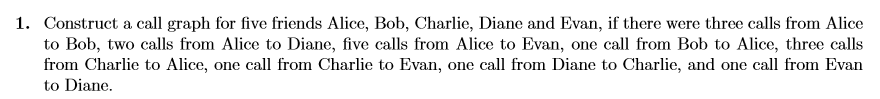 1. Construct a call graph for five friends Alice, Bob, Charlie, Diane and Evan, if there were three calls from Alice
to Bob, two calls from Alice to Diane, five calls from Alice to Evan, one call from Bob to Alice, three calls
from Charlie to Alice, one call from Charlie to Evan, one call from Diane to Charlie, and one call from Evan
to Diane.